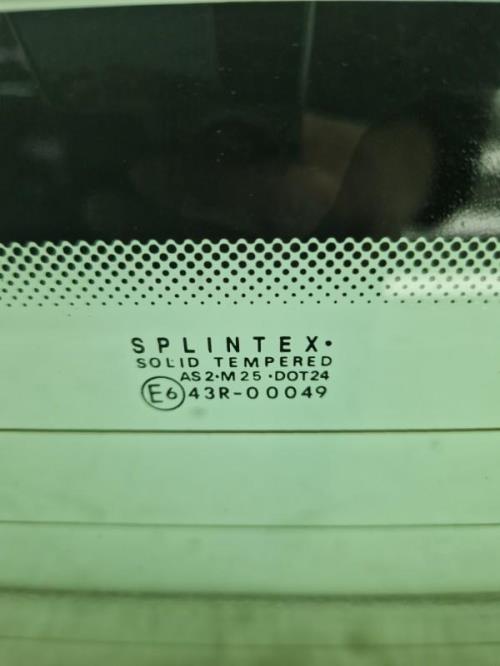 SPLINTEX•
SOLID TEMPERED
AS2•M25•DOT24
E6 43R-00049